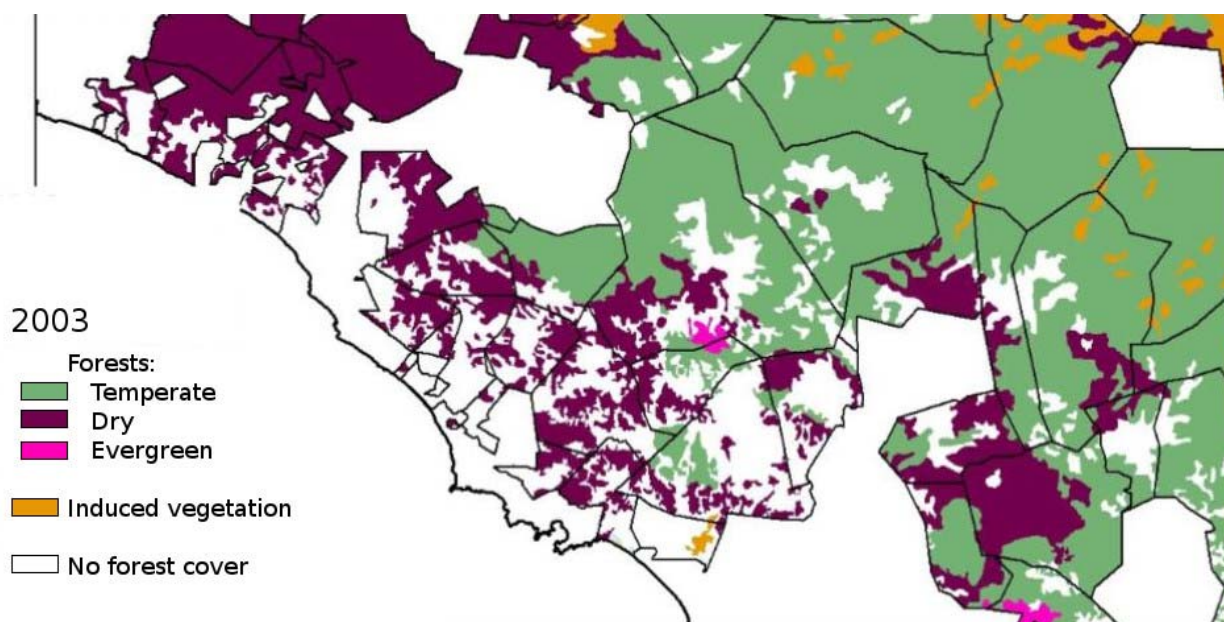 2003
Forests:
Temperate
Dry
Evergreen
Induced vegetation
No forest cover